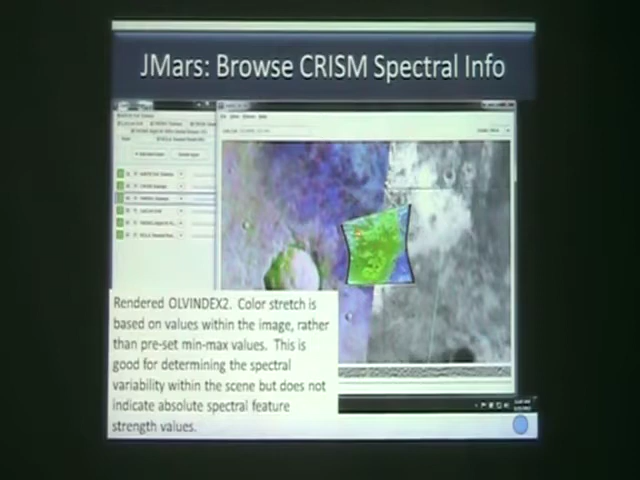 JMars: Browse CRISM Spectral Info
Rendered OLVINDEX2. Color stretch is
based on values within the image, rather
than pre-set min-max values. This is
good for determining the spectral
variability within the scene but does not
indicate absolute spectral feature
strength values.